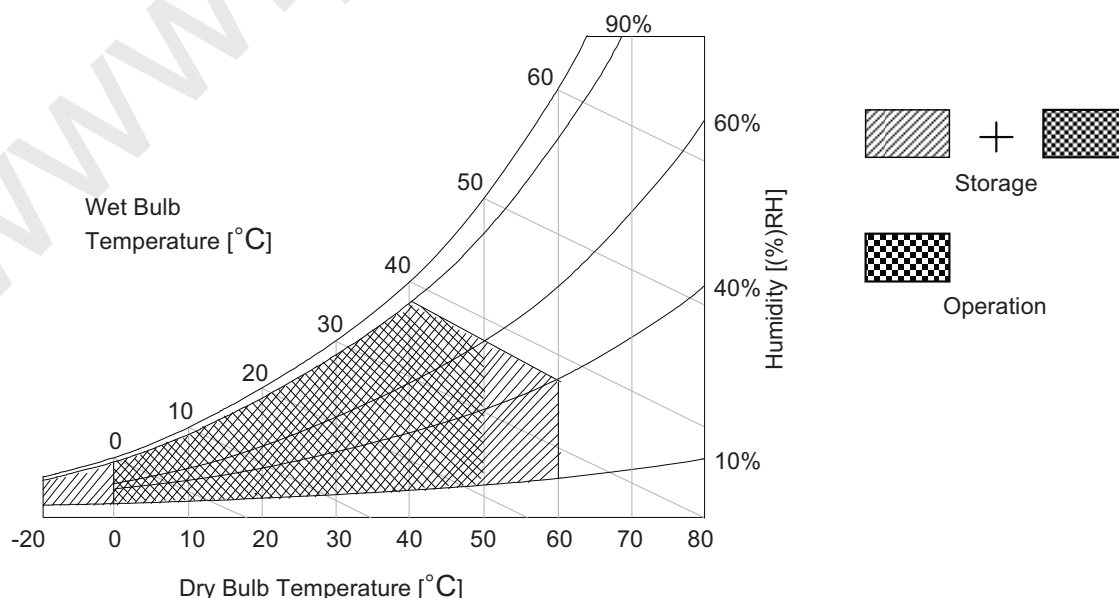 WW
90%
60
60%
50
Wet Bulb
Temperature [°C]
40
30
20
10
0
40%
10%
Humidity [(%)RH]
-20 0 10 20 30 40 50 60 70 80
Dry Bulb Temperature [°C]
+
Storage
Operation